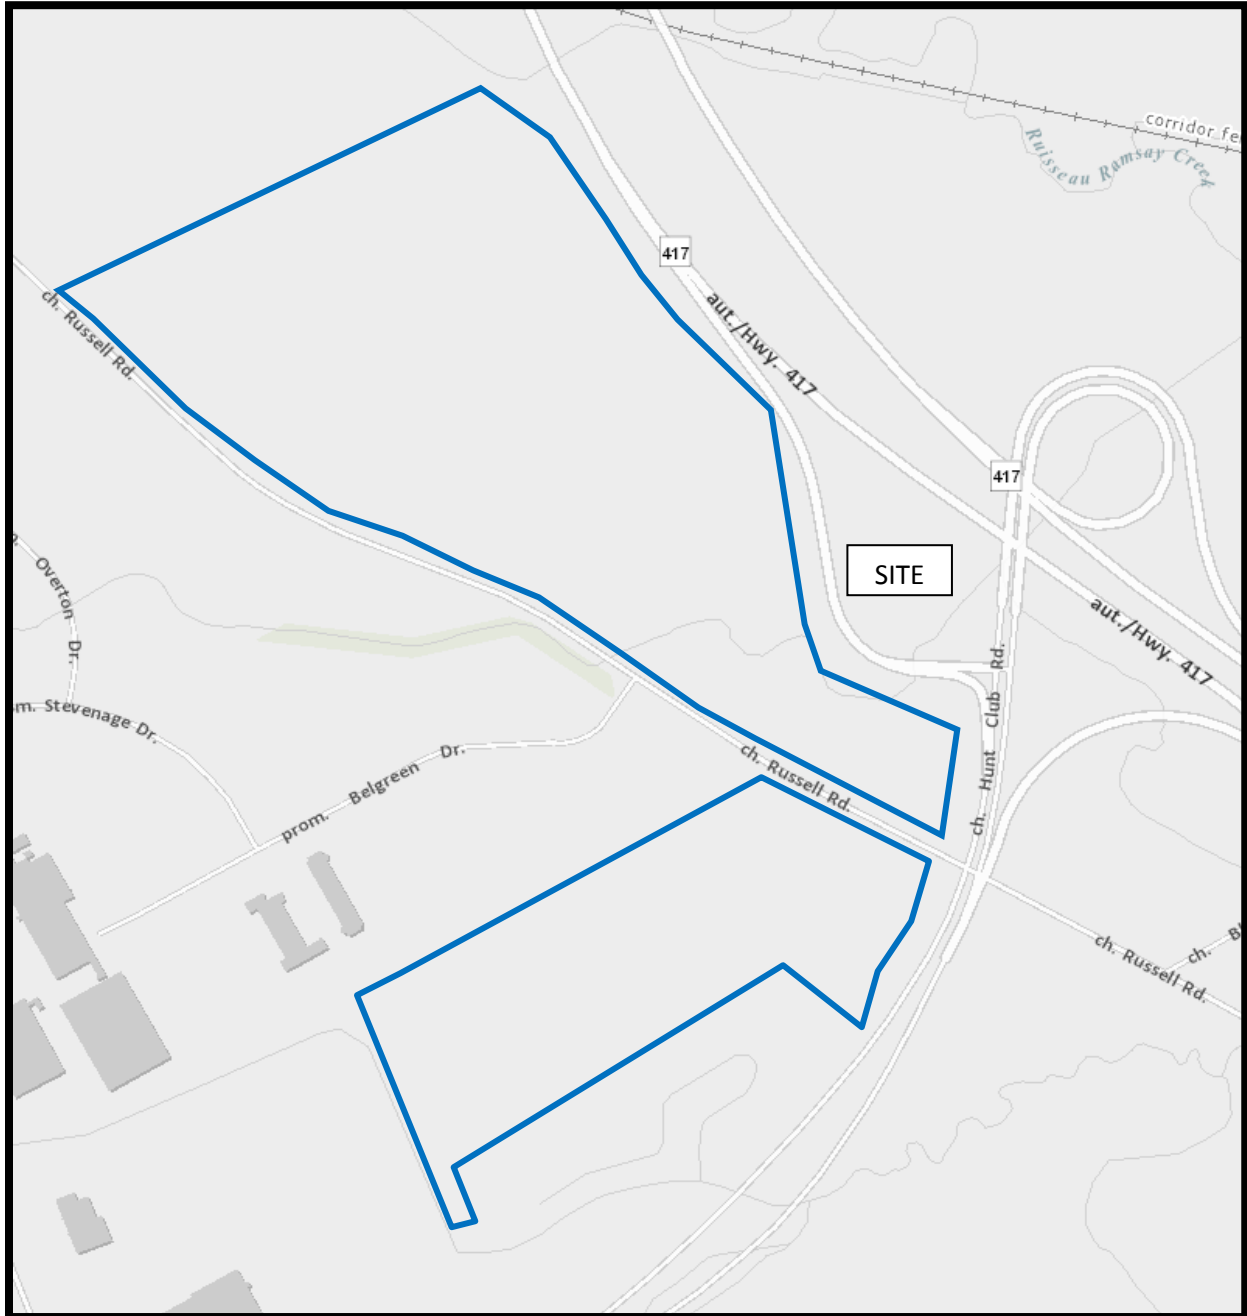 corridor fe
Ruisseau Ramsay Creek
417
aut./Hwy. 417
ch. Russell Rd.
417
SITE
Overton Dr.
aut./Hwy. 417
ch. Hunt Club Rd.
m. Stevenage Dr.
prom. Belgreen Dr.
ch. Russell Rd.
ch. Russell Rd.
ch. Bl